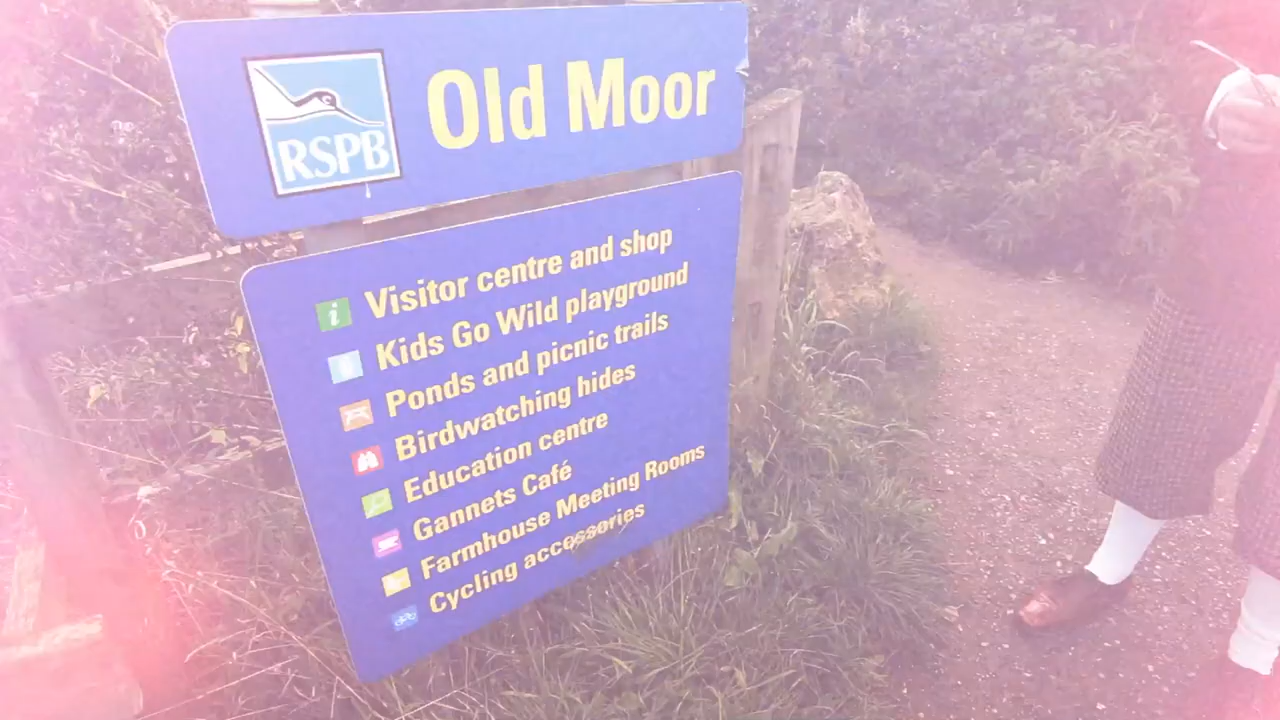 RSPB
Old Moor
Visitor centre and shop
Kids Go Wild playground
Ponds and picnic trails
Birdwatching hides
Education centre
Gannets Café
Farmhouse Meeting Rooms
Cycling accessories